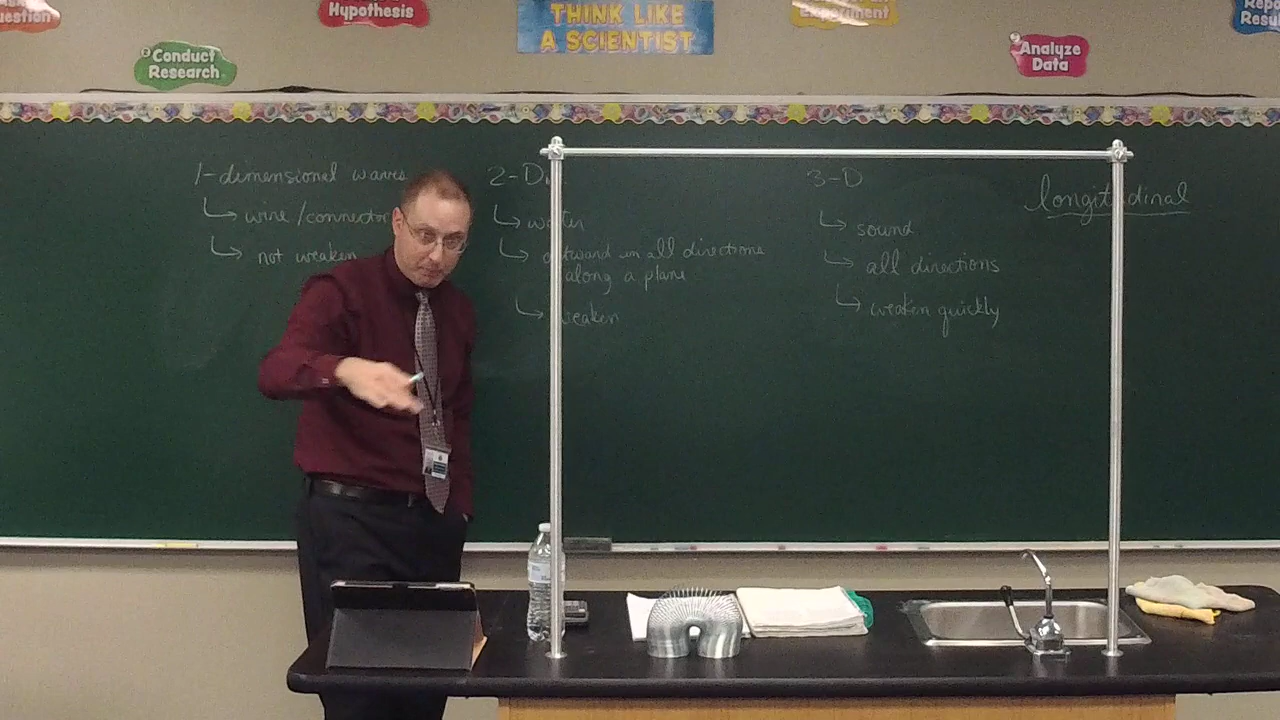 Hypothesis
THINK LIKE
A SCIENTIST
Experiment
Conduct
Research
Analyze
Data
1-dimensional waves
wire/connector
not weaken
2-D
water
outward in all directions
along a plane
weaken
3-D
sound
all directions
weaken quickly
longitudinal